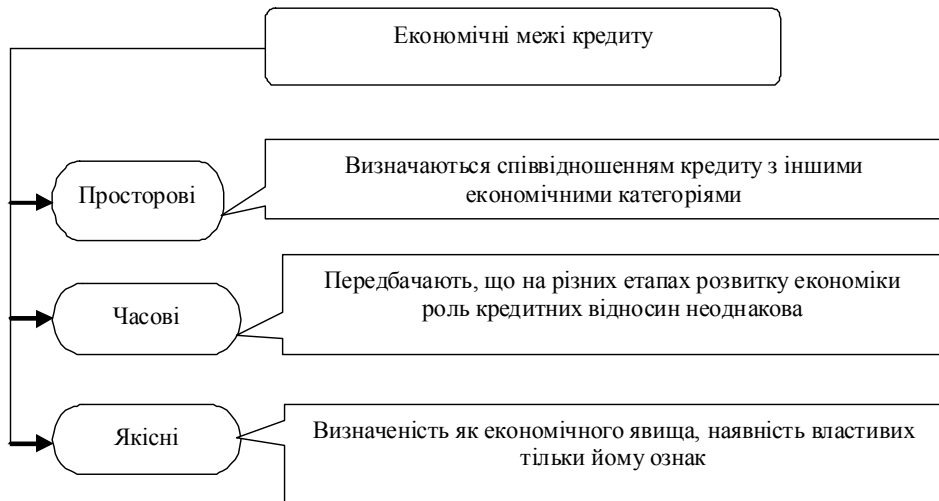 Економічні межі кредиту
Просторові
Визначаються співвідношенням кредиту з іншими
економічними категоріями
Часові
Передбачають, що на різних етапах розвитку економіки
роль кредитних відносин неоднакова
Якісні
Визначеність як економічного явища, наявність властивих
тільки йому ознак